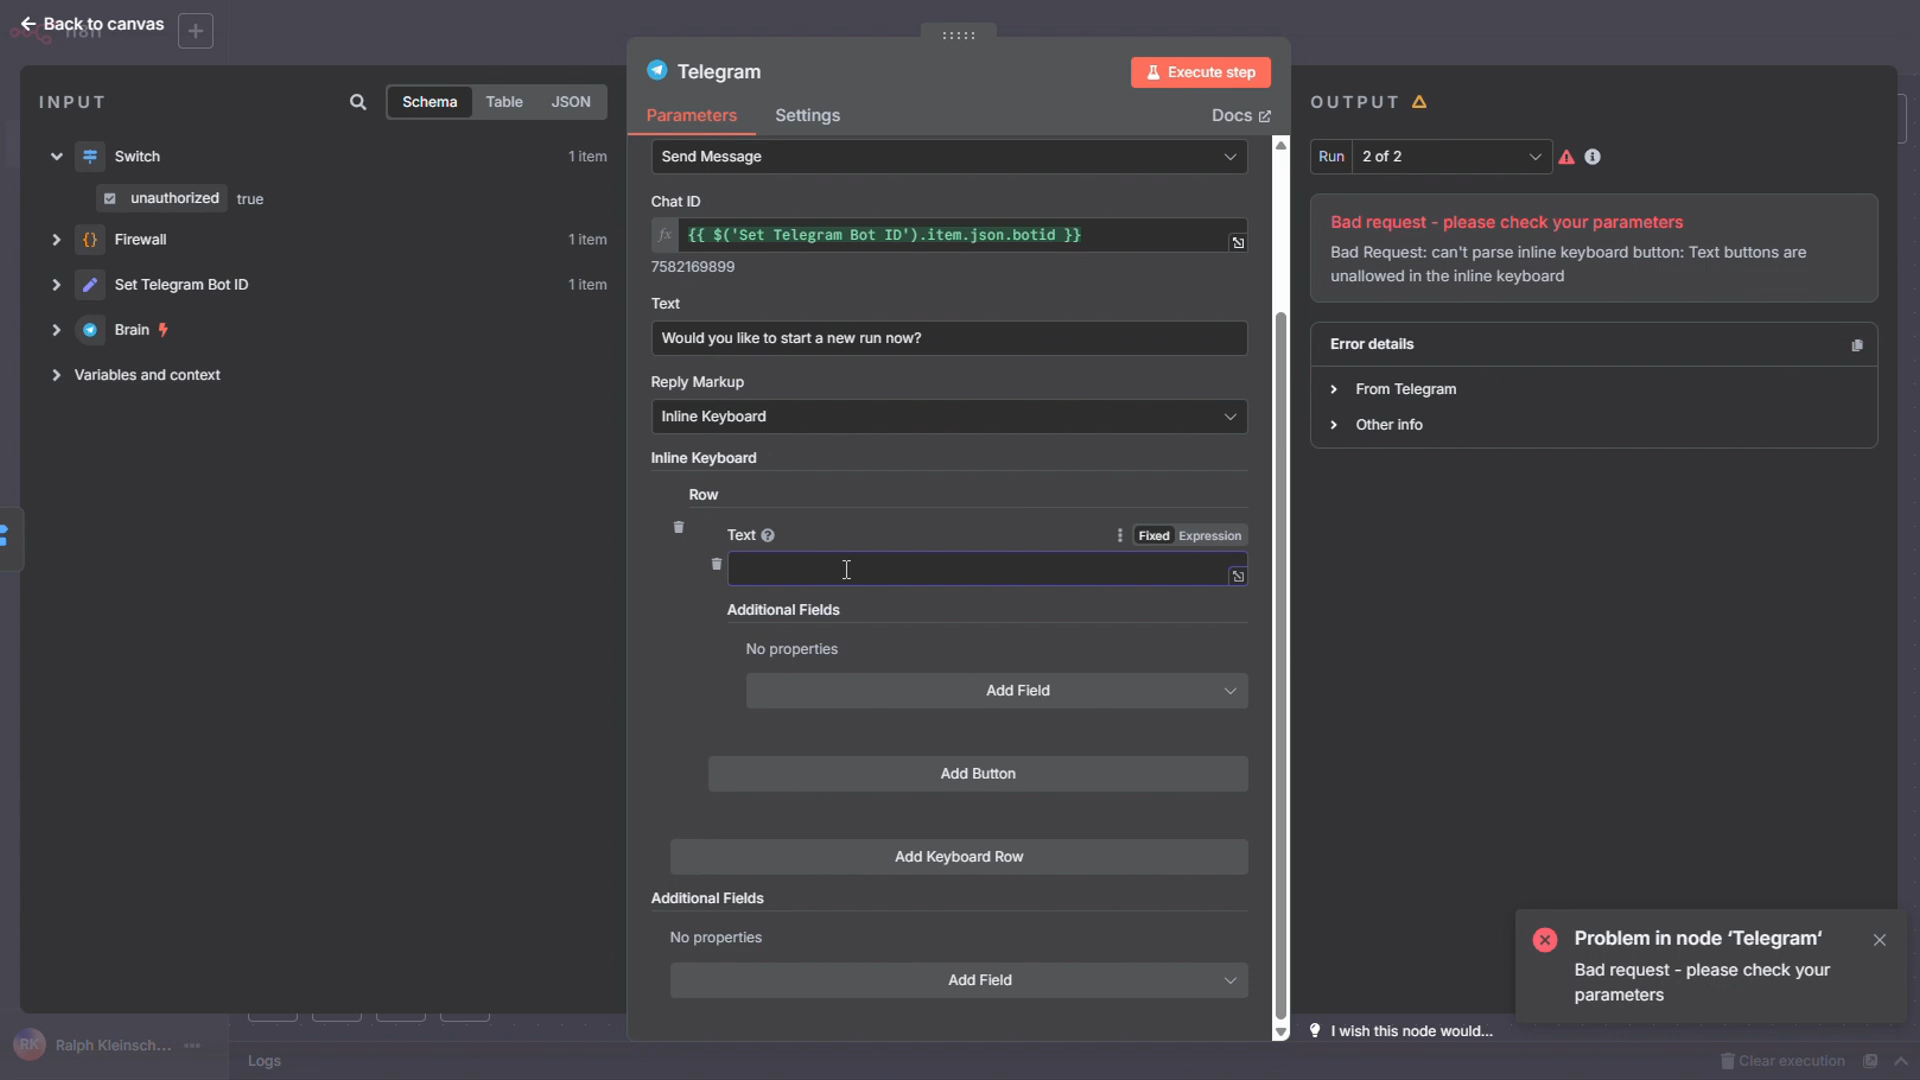 Back to canvas
n8n
INPUT
Schema
Table
JSON
Switch
1 item
unauthorized
true
Firewall
1 item
Set Telegram Bot ID
1 item
Brain
Variables and context
Telegram
Execute step
Parameters
Settings
Docs
Send Message
Chat ID
fx
{{ $('Set Telegram Bot ID').item.json.botid }}
7582169899
Text
Would you like to start a new run now?
Reply Markup
Inline Keyboard
Inline Keyboard
Row
Text
Fixed
Expression
Additional Fields
No properties
Add Field
Add Button
Add Keyboard Row
Additional Fields
No properties
Add Field
OUTPUT
Run
2 of 2
Bad request - please check your parameters
Bad Request: can't parse inline keyboard button: Text buttons are
unallowed in the inline keyboard
Error details
From Telegram
Other info
Problem in node ‘Telegram‘
Bad request - please check your
parameters
I wish this node would...
RK
Ralph Kleinsch...
Logs
Clear execution